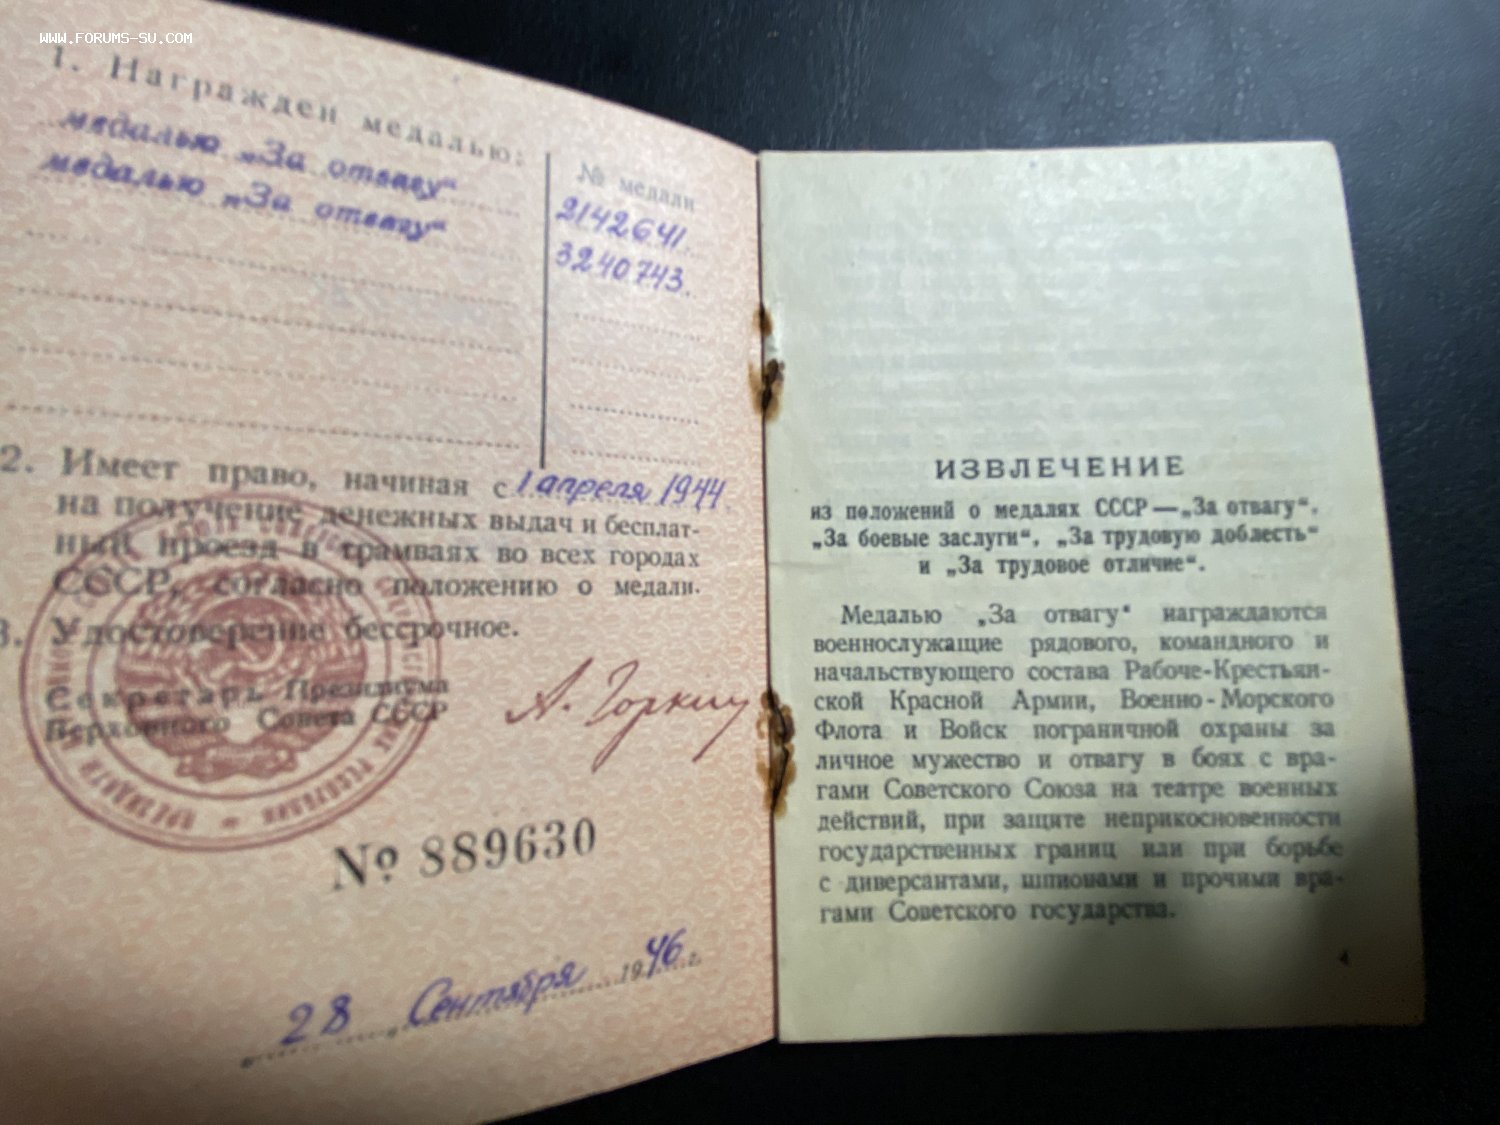 WWW.FORUMS-SU.COM
1. Награжден медалью:
№ медали
медалью „За отвагу“ 2142641.
медалью „За отвагу“ 3240743.
2. Имеет право, начиная с 1 апреля 1944
на получение денежных выдач и бесплат-
ный проезд в трамваях во всех городах
СССР, согласно положению о медали.
3. Удостоверение бессрочное.
Секретарь Президиума
Верховного Совета СССР
А. Горкин
№ 889630
28 Сентября 1946 г.
ИЗВЛЕЧЕНИЕ
из положений о медалях СССР—„За отвагу“,
„За боевые заслуги“, „За трудовую доблесть“
и „За трудовое отличие“.
Медалью „За отвагу“ награждаются
военнослужащие рядового, командного и
начальствующего состава Рабоче-Крестьян-
ской Красной Армии, Военно-Морского
Флота и Войск пограничной охраны за
личное мужество и отвагу в боях с вра-
гами Советского Союза на театре военных
действий, при защите неприкосновенности
государственных границ или при борьбе
с диверсантами, шпионами и прочими вра-
гами Советского государства.
4